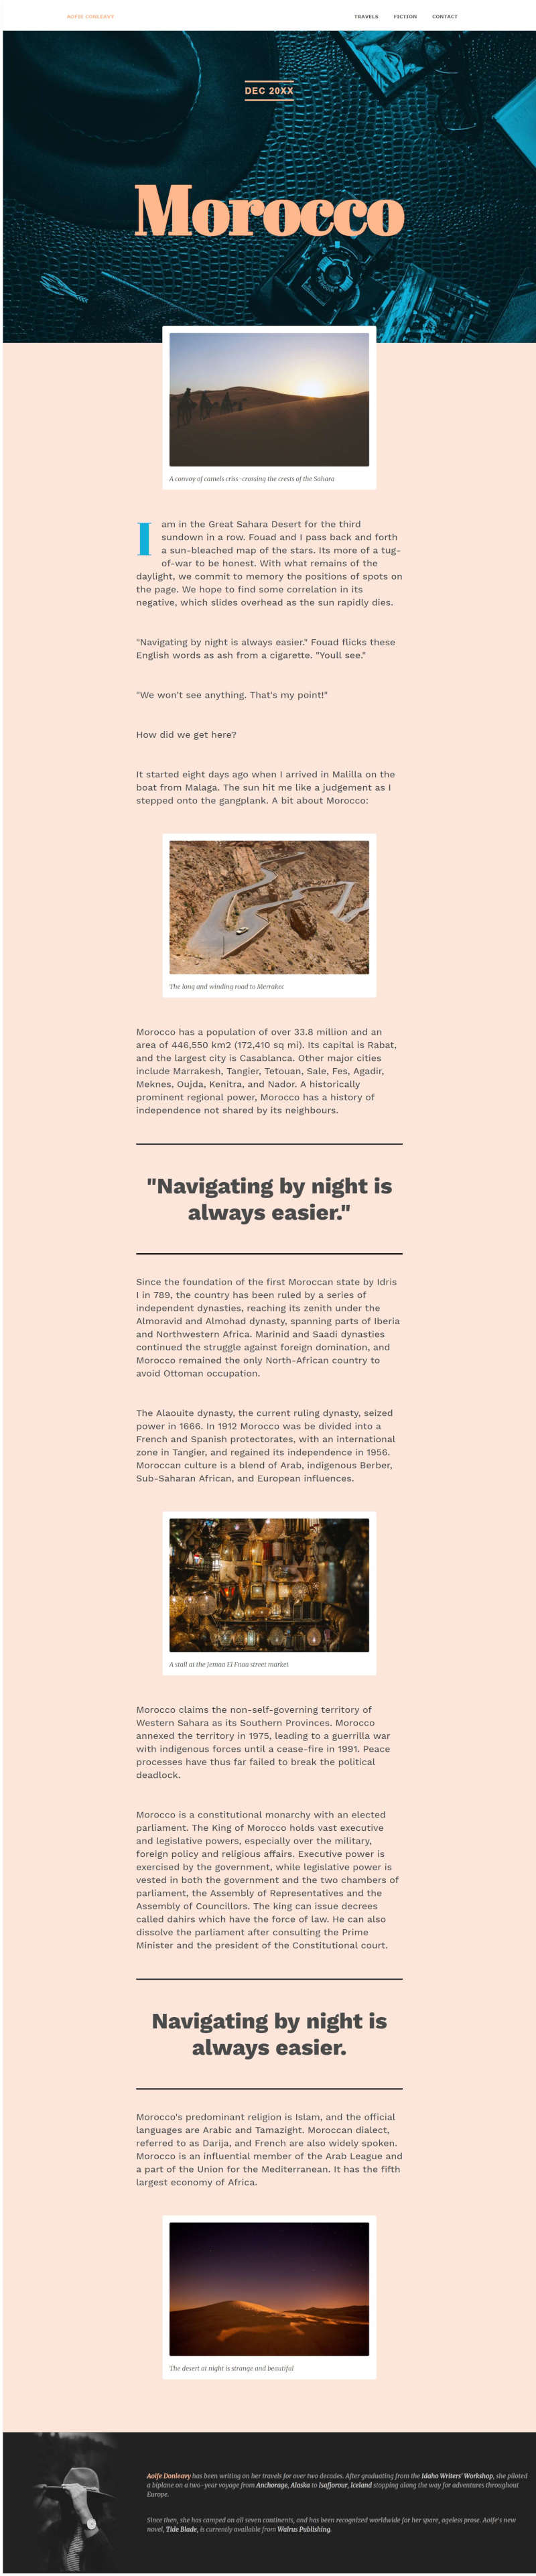 AOFIE CONLEAVY
TRAVELS FICTION CONTACT
DEC 20XX
Morocco
A convoy of camels criss-crossing the crests of the Sahara
I am in the Great Sahara Desert for the third
sundown in a row. Fouad and I pass back and forth
a sun-bleached map of the stars. Its more of a tug-
of-war to be honest. With what remains of the
daylight, we commit to memory the positions of spots on
the page. We hope to find some correlation in its
negative, which slides overhead as the sun rapidly dies.
"Navigating by night is always easier." Fouad flicks these
English words as ash from a cigarette. "Youll see."
"We won't see anything. That's my point!"
How did we get here?
It started eight days ago when I arrived in Malilla on the
boat from Malaga. The sun hit me like a judgement as I
stepped onto the gangplank. A bit about Morocco:
The long and winding road to Merrakec
Morocco has a population of over 33.8 million and an
area of 446,550 km2 (172,410 sq mi). Its capital is Rabat,
and the largest city is Casablanca. Other major cities
include Marrakesh, Tangier, Tetouan, Sale, Fes, Agadir,
Meknes, Oujda, Kenitra, and Nador. A historically
prominent regional power, Morocco has a history of
independence not shared by its neighbours.
"Navigating by night is
always easier."
Since the foundation of the first Moroccan state by Idris
I in 789, the country has been ruled by a series of
independent dynasties, reaching its zenith under the
Almoravid and Almohad dynasty, spanning parts of Iberia
and Northwestern Africa. Marinid and Saadi dynasties
continued the struggle against foreign domination, and
Morocco remained the only North-African country to
avoid Ottoman occupation.
The Alaouite dynasty, the current ruling dynasty, seized
power in 1666. In 1912 Morocco was be divided into a
French and Spanish protectorates, with an international
zone in Tangier, and regained its independence in 1956.
Moroccan culture is a blend of Arab, indigenous Berber,
Sub-Saharan African, and European influences.
A stall at the Jemaa El Fnaa street market
Morocco claims the non-self-governing territory of
Western Sahara as its Southern Provinces. Morocco
annexed the territory in 1975, leading to a guerrilla war
with indigenous forces until a cease-fire in 1991. Peace
processes have thus far failed to break the political
deadlock.
Morocco is a constitutional monarchy with an elected
parliament. The King of Morocco holds vast executive
and legislative powers, especially over the military,
foreign policy and religious affairs. Executive power is
exercised by the government, while legislative power is
vested in both the government and the two chambers of
parliament, the Assembly of Representatives and the
Assembly of Councillors. The king can issue decrees
called dahirs which have the force of law. He can also
dissolve the parliament after consulting the Prime
Minister and the president of the Constitutional court.
Navigating by night is
always easier.
Morocco's predominant religion is Islam, and the official
languages are Arabic and Tamazight. Moroccan dialect,
referred to as Darija, and French are also widely spoken.
Morocco is an influential member of the Arab League and
a part of the Union for the Mediterranean. It has the fifth
largest economy of Africa.
The desert at night is strange and beautiful
Aoife Donleavy has been writing on her travels for over two decades. After graduating from the Idaho Writers' Workshop, she piloted
a biplane on a two-year voyage from Anchorage, Alaska to Isafjorour, Iceland stopping along the way for adventures throughout
Europe.
Since then, she has camped on all seven continents, and has been recognized worldwide for her spare, ageless prose. Aoife's new
novel, Tide Blade, is currently available from Walrus Publishing.